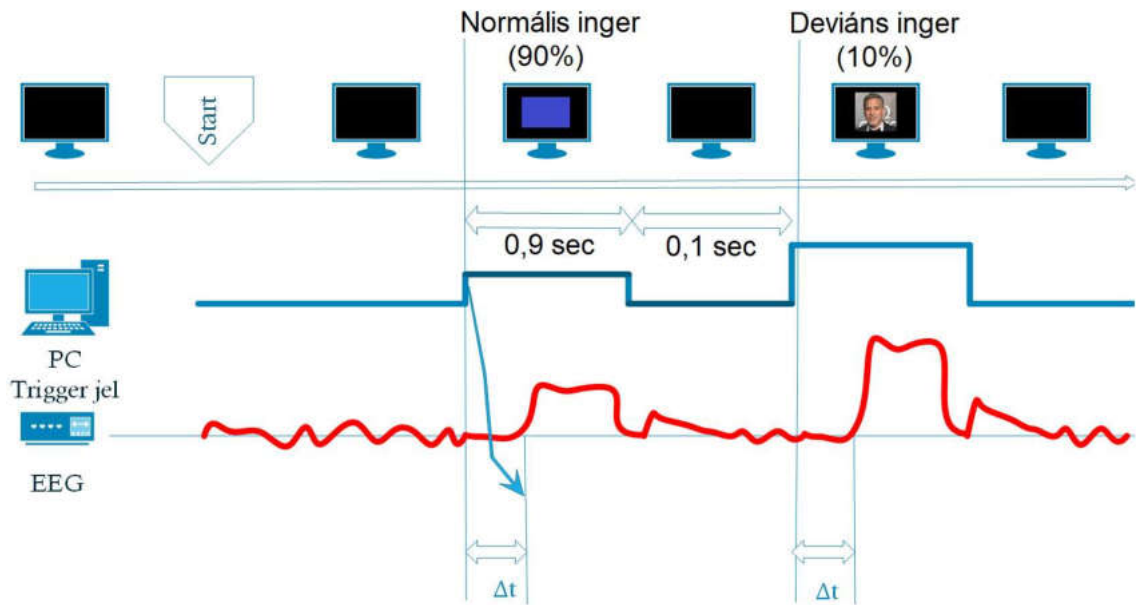 Normális inger
(90%)
Deviáns inger
(10%)
Start
0,9 sec
0,1 sec
PC
Trigger jel
EEG
Δt
Δt